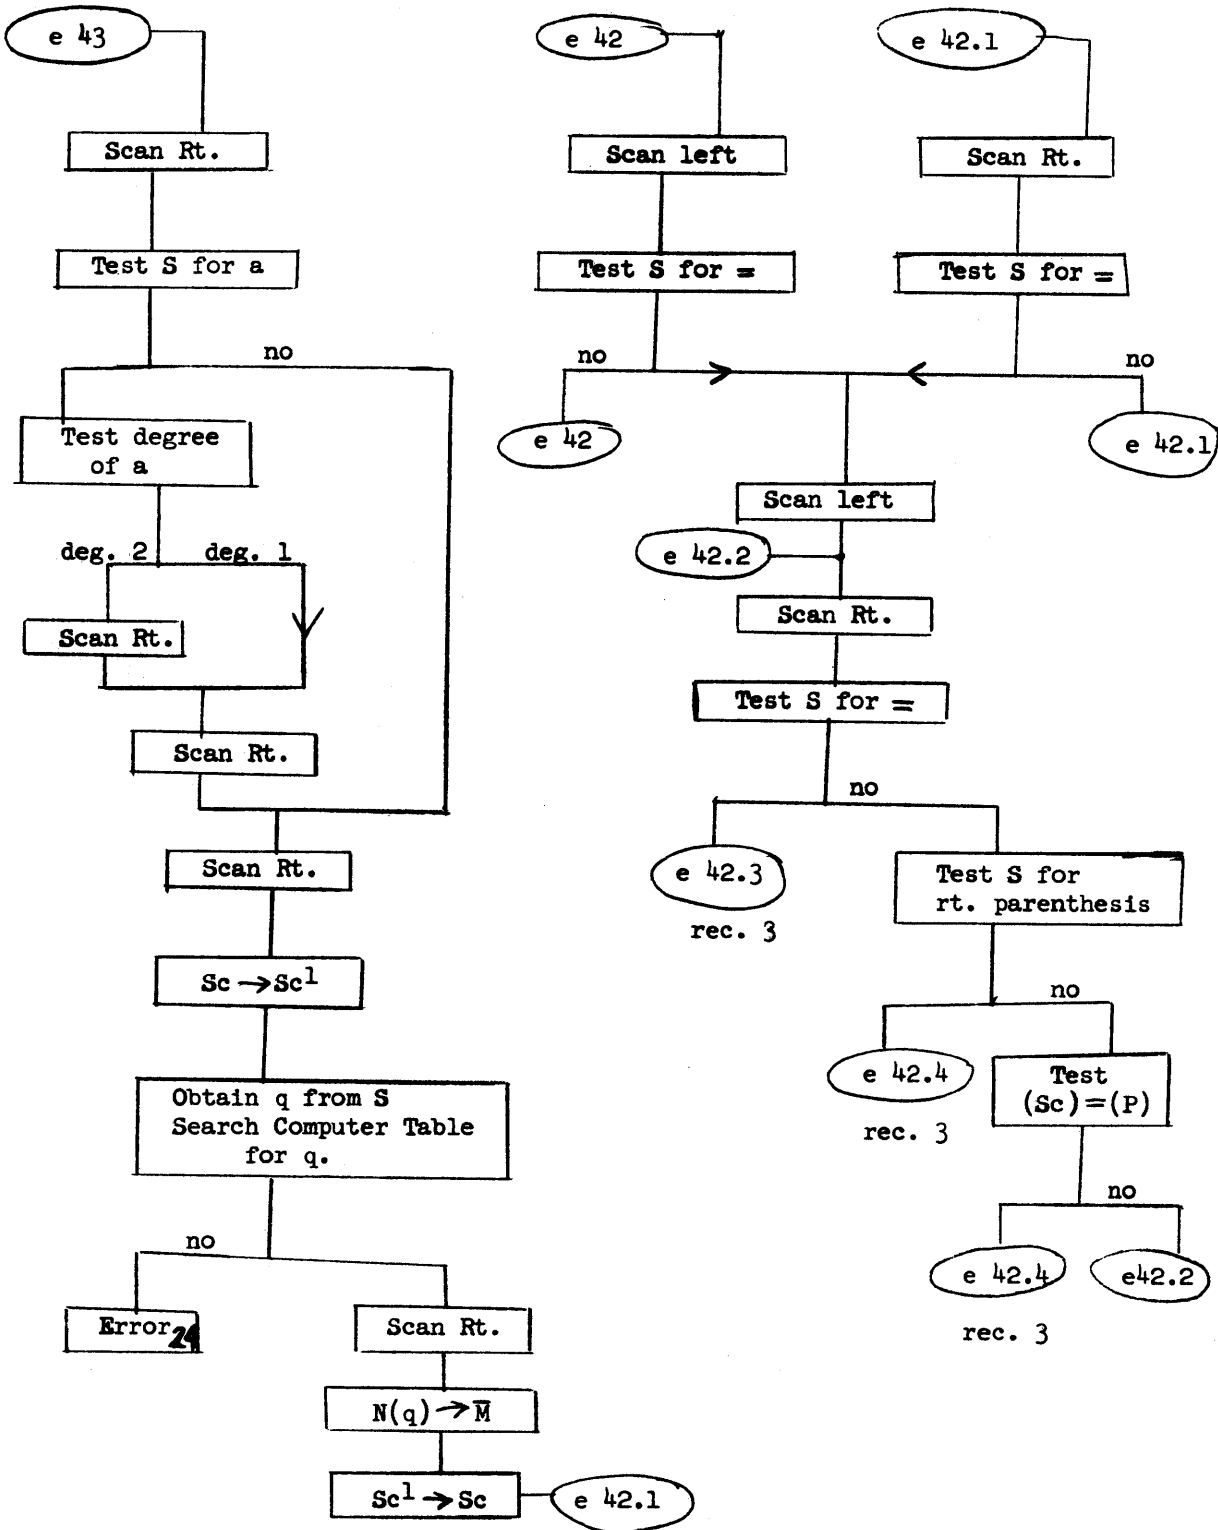 e 43
Scan Rt.
Test S for a
no
Test degree
of a
deg. 2
deg. 1
Scan Rt.
Scan Rt.
Scan Rt.
Sc → Sc¹
Obtain q from S
Search Computer Table
for q.
no
Error 24
Scan Rt.
N(q) → M̅
Sc¹ → Sc
e 42.1
e 42
Scan left
Test S for =
no
e 42
e 42.1
Scan Rt.
Test S for =
no
e 42.1
Scan left
e 42.2
Scan Rt.
Test S for =
no
e 42.3
rec. 3
Test S for
rt. parenthesis
no
e 42.4
rec. 3
Test
(Sc)=(P)
no
e 42.4
rec. 3
e42.2